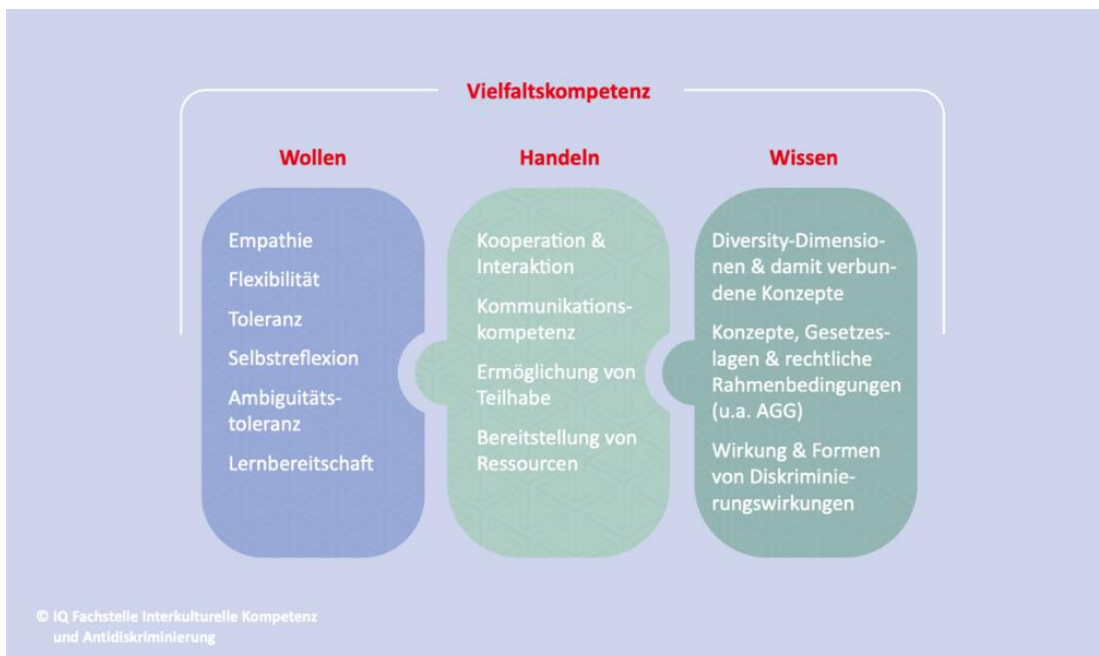 Vielfaltskompetenz
Wollen
Empathie
Flexibilität
Toleranz
Selbstreflexion
Ambiguitäts-
toleranz
Lernbereitschaft
Handeln
Kooperation &
Interaktion
Kommunikations-
kompetenz
Ermöglichung von
Teilhabe
Bereitstellung von
Ressourcen
Wissen
Diversity-Dimensio-
nen & damit verbun-
dene Konzepte
Konzepte, Gesetzes-
lagen & rechtliche
Rahmenbedingungen
(u.a. AGG)
Wirkung & Formen
von Diskriminie-
rungswirkungen
© IQ Fachstelle Interkulturelle Kompetenz
und Antidiskriminierung